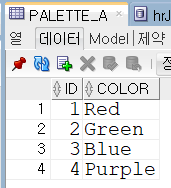 PALETTE_A hrJ
열 데이터 Model 제약
ID COLOR
1 1 Red
2 2 Green
3 3 Blue
4 4 Purple